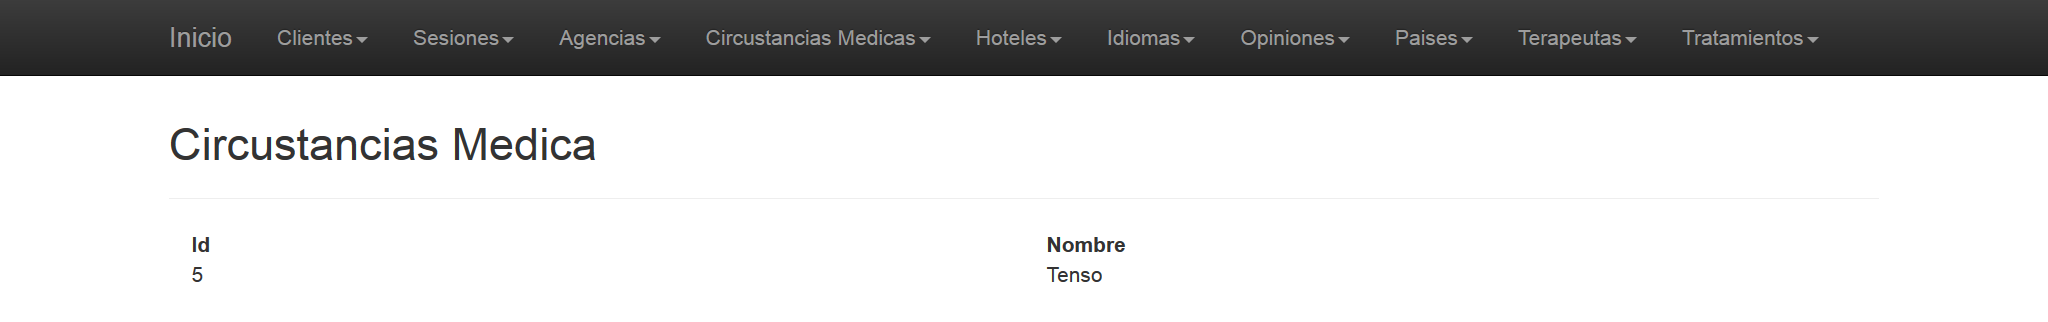 Inicio Clientes Sesiones Agencias Circustancias Medicas Hoteles Idiomas Opiniones Paises Terapeutas Tratamientos
Circustancias Medica
Id Nombre
5 Tenso